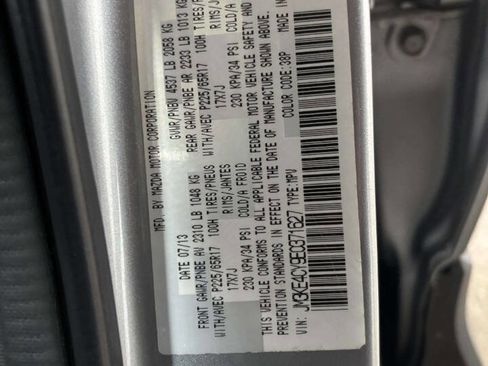 MFD. BY MAZDA MOTOR CORPORATION
DATE 07/13 GVWR/PNBV 4537 LB 2058 KG
FRONT GAWR/PNBE AV 2310 LB 1048 KG REAR GAWR/PNBE AR 2233 LB 1013 KG
WITH/AVEC P225/65R17 100H TIRES/PNEUS WITH/AVEC P225/65R17 100H TIRES/P
17X7J RIMS/JANTES 17X7J RIMS/J
230 KPA/34 PSI COLD/A FROID 230 KPA/34 PSI COLD/A
THIS VEHICLE CONFORMS TO ALL APPLICABLE FEDERAL MOTOR VEHICLE SAFETY AND
PREVENTION STANDARDS IN EFFECT ON THE DATE OF MANUFACTURE SHOWN ABOVE.
MADE IN
COLOR CODE: 38P
VIN: JM3KE4CY9E0371627 TYPE: MPV